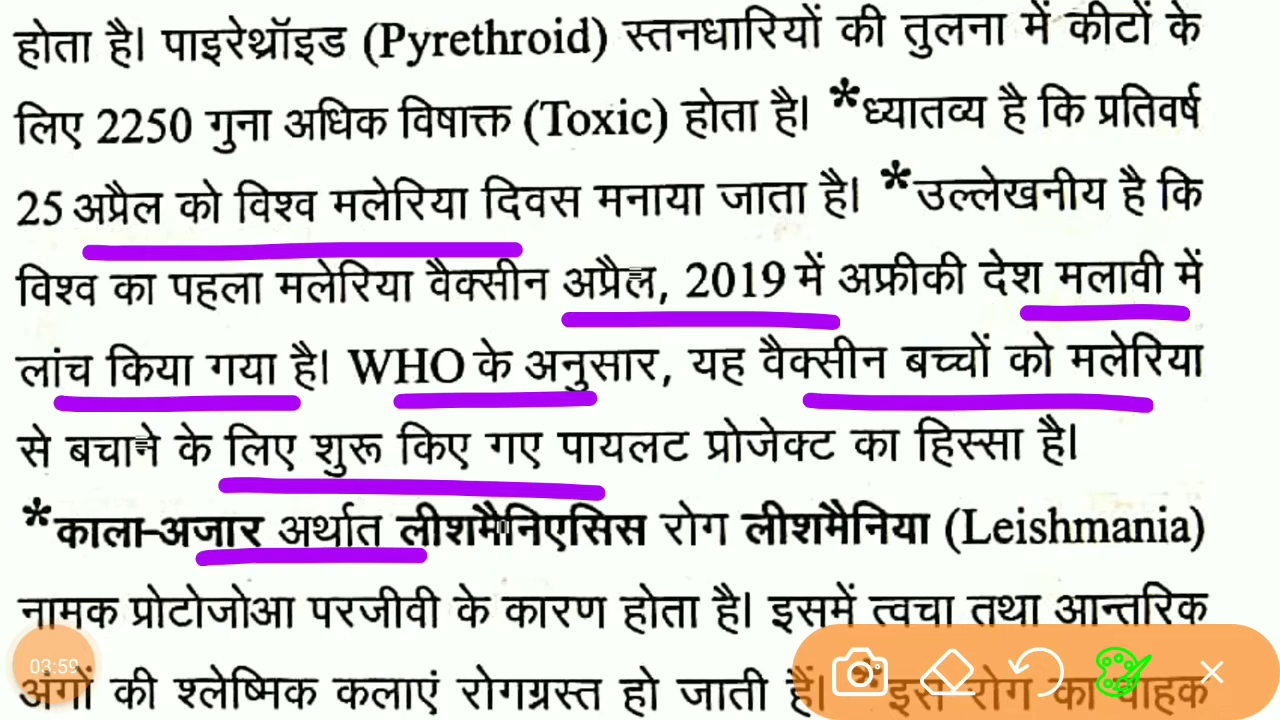 होता है। पाइरेथ्रॉइड (Pyrethroid) स्तनधारियों की तुलना में कीटों के
लिए 2250 गुना अधिक विषाक्त (Toxic) होता है। *ध्यातव्य है कि प्रतिवर्ष
25 अप्रैल को विश्व मलेरिया दिवस मनाया जाता है। *उल्लेखनीय है कि
विश्व का पहला मलेरिया वैक्सीन अप्रैल, 2019 में अफ्रीकी देश मलावी में
लांच किया गया है। WHO के अनुसार, यह वैक्सीन बच्चों को मलेरिया
से बचाने के लिए शुरू किए गए पायलट प्रोजेक्ट का हिस्सा है।
*काला-अजार अर्थात लीशमैनिएसिस रोग लीशमैनिया (Leishmania)
नामक प्रोटोजोआ परजीवी के कारण होता है। इसमें त्वचा तथा आन्तरिक
अंगों की श्लेष्मिक कलाएं रोगग्रस्त हो जाती हैं। *इस रोग का वाहक
03:59